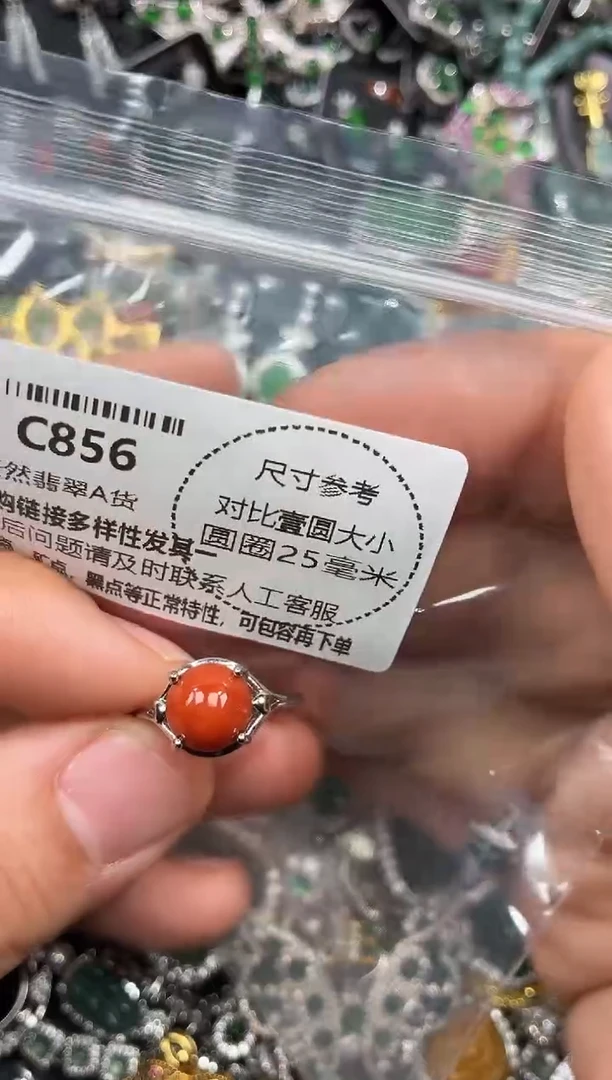 C856
然翡翠A货
购链接多样性发其一
后问题请及时联系人工客服
黑点等正常特性，可包容再下单
尺寸参考
对比壹圆大小
圆圈25毫米